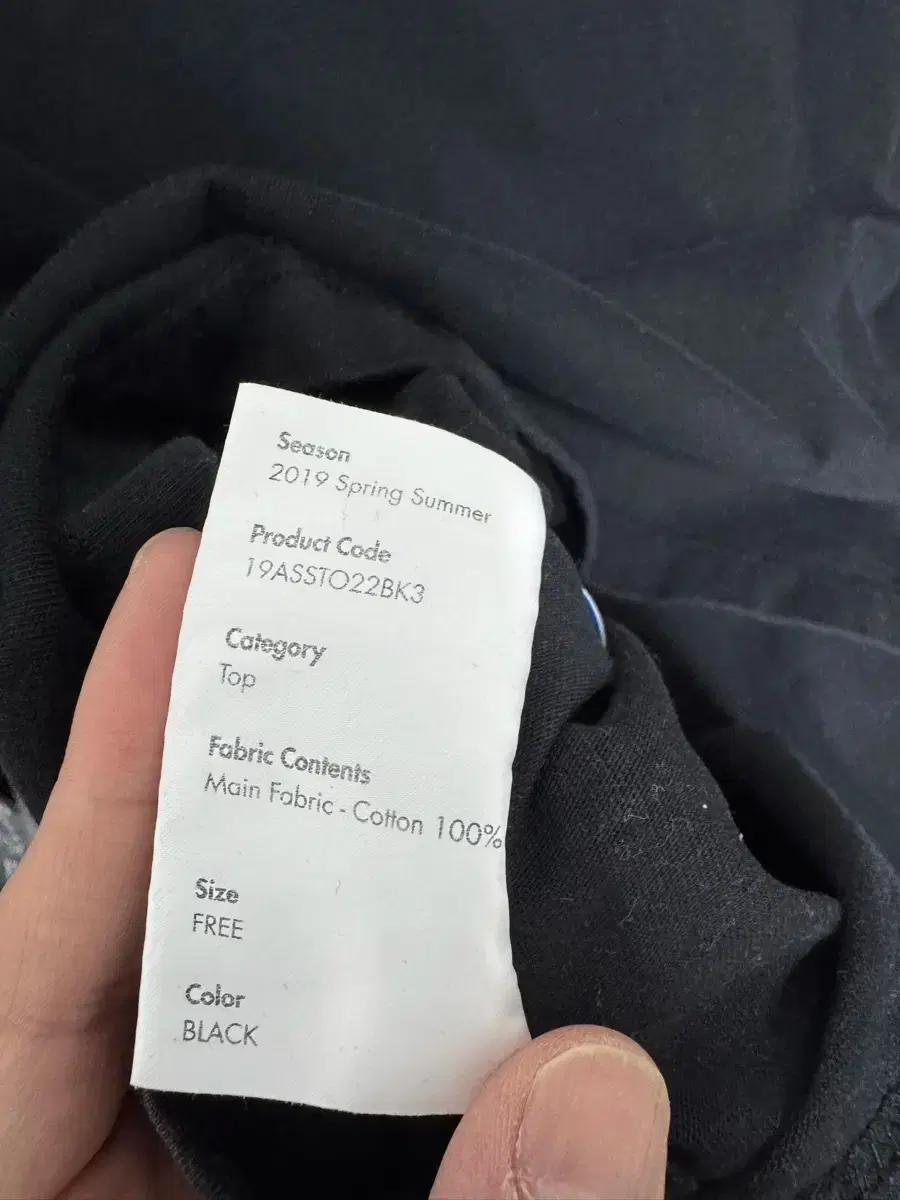 Season
2019 Spring Summer
Product Code
19ASSTO22BK3
Category
Top
Fabric Contents
Main Fabric - Cotton 100%
Size
FREE
Color
BLACK